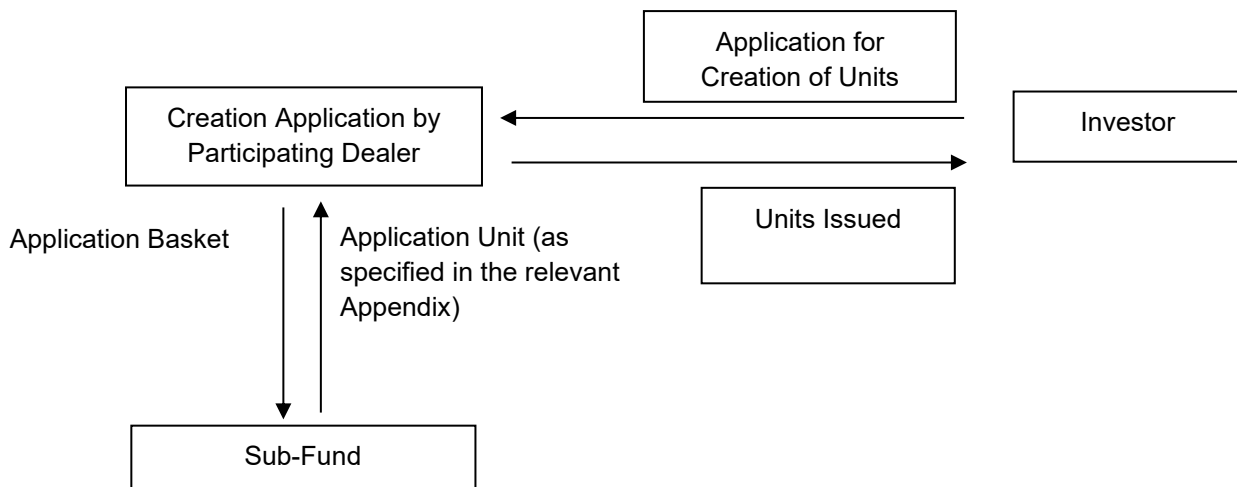 Application for
Creation of Units
Creation Application by
Participating Dealer
Investor
Units Issued
Application Basket
Application Unit (as
specified in the relevant
Appendix)
Sub-Fund